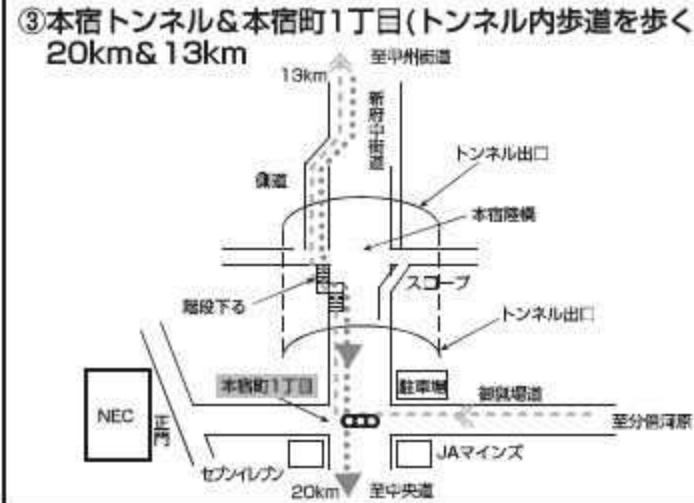 ③本宿トンネル&本宿町1丁目(トンネル内歩道を歩く
20km&13km
至甲州街道
13km
新府中街道
トンネル出口
側道
本宿陸橋
スロープ
階段下る
トンネル出口
本宿町1丁目
駐車場
御猟場道
NEC
正門
至分倍河原
セブンイレブン
JAマインズ
20km
至中央道